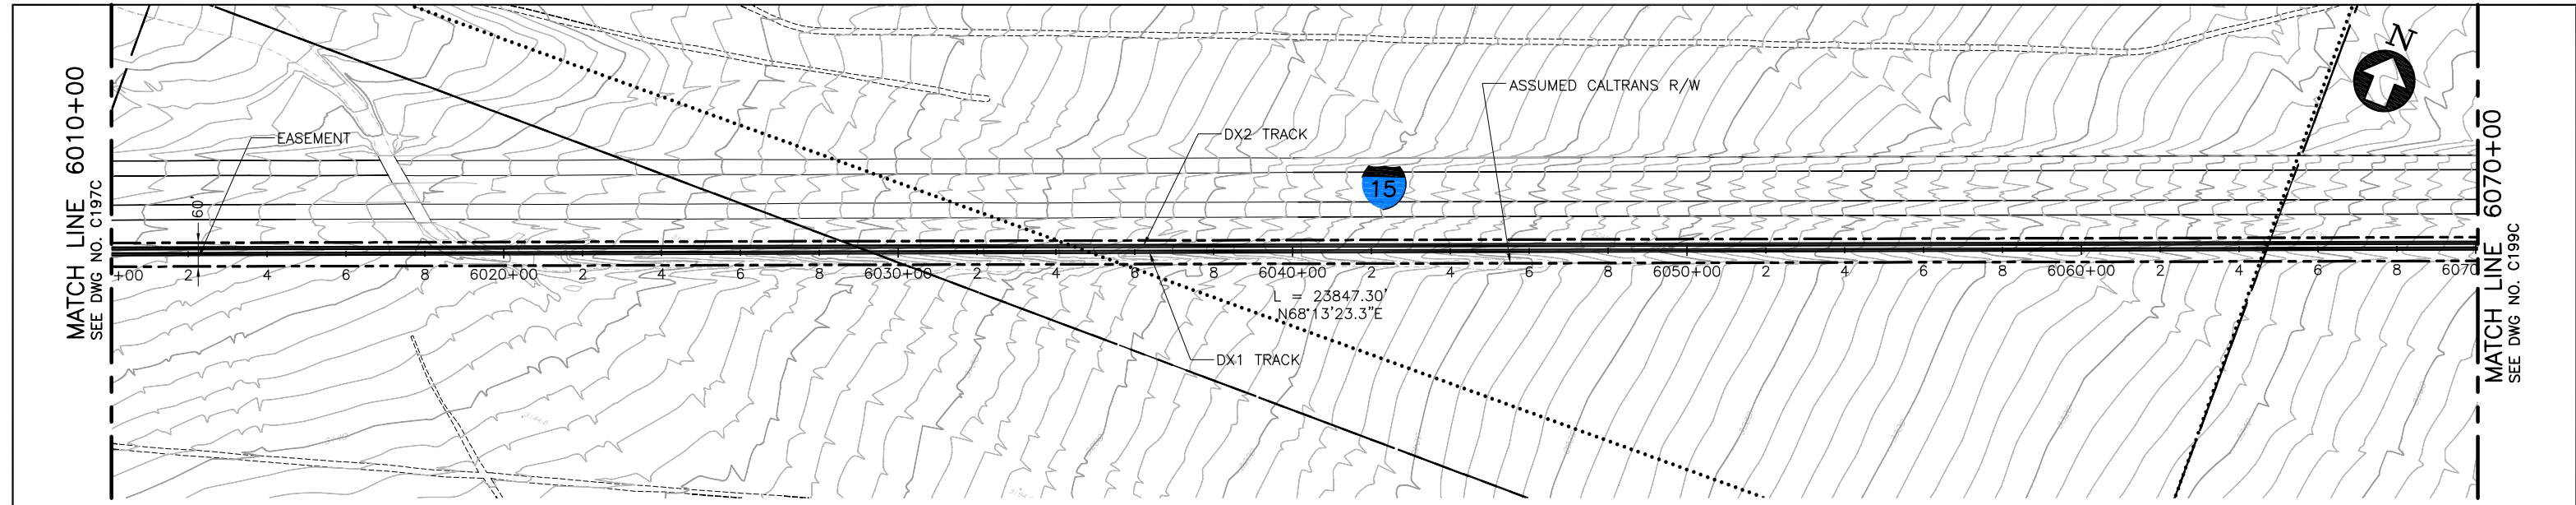 MATCH LINE 6010+00
SEE DWG NO. C197C
EASEMENT
60'
DX2 TRACK
ASSUMED CALTRANS R/W
15
N
+00 2 4 6 8 6020+00 2 4 6 8 6030+00 2 4 6 8 6040+00 2 4 6 8 6050+00 2 4 6 8 6060+00 2 4 6 8 6070
L = 23847.30'
N68°13'23.3"E
DX1 TRACK
MATCH LINE 6070+00
SEE DWG NO. C199C